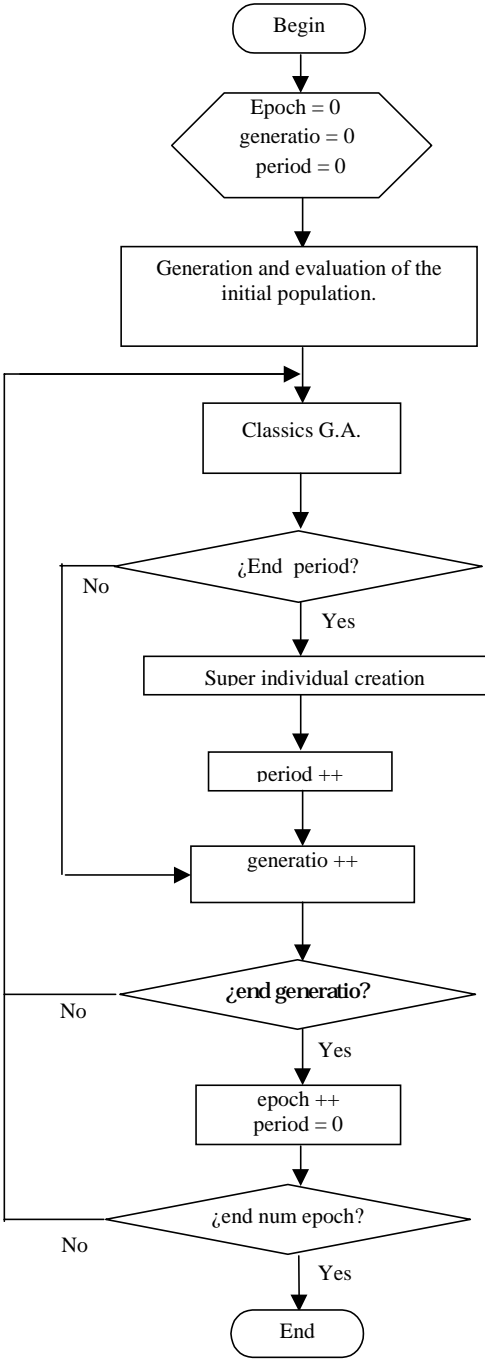 Begin
Epoch = 0
generatio = 0
period = 0
Generation and evaluation of the
initial population.
Classics G.A.
¿End period?
No
Yes
Super individual creation
period ++
generatio ++
¿end generatio?
No
Yes
epoch ++
period = 0
¿end num epoch?
No
Yes
End